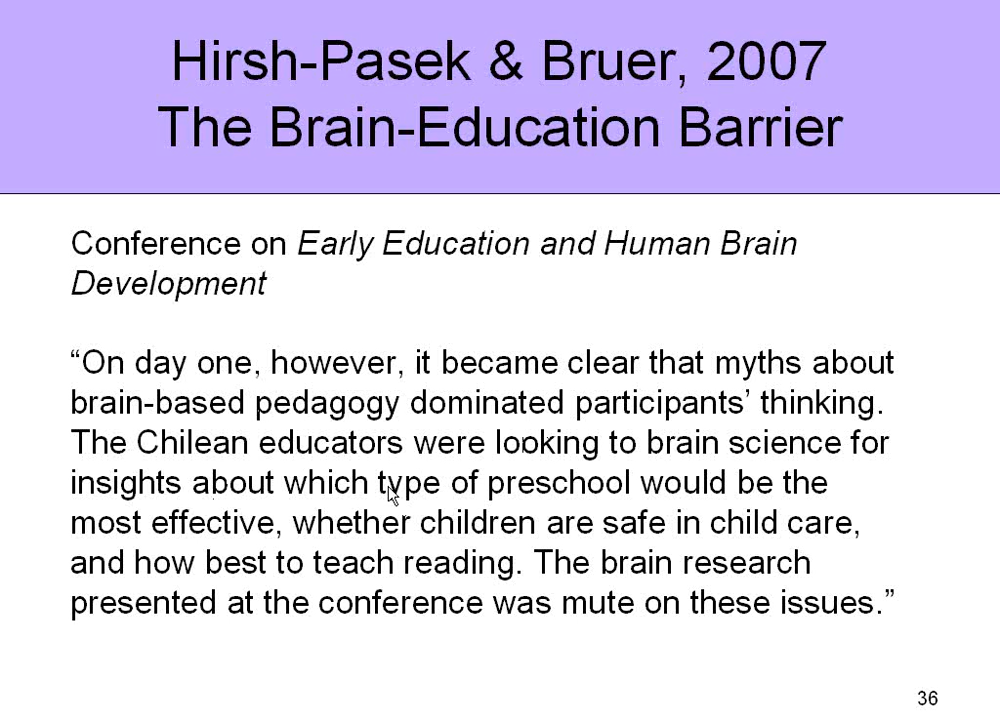 Hirsh-Pasek & Bruer, 2007
The Brain-Education Barrier
Conference on Early Education and Human Brain
Development
“On day one, however, it became clear that myths about
brain-based pedagogy dominated participants’ thinking.
The Chilean educators were looking to brain science for
insights about which type of preschool would be the
most effective, whether children are safe in child care,
and how best to teach reading. The brain research
presented at the conference was mute on these issues.”
36